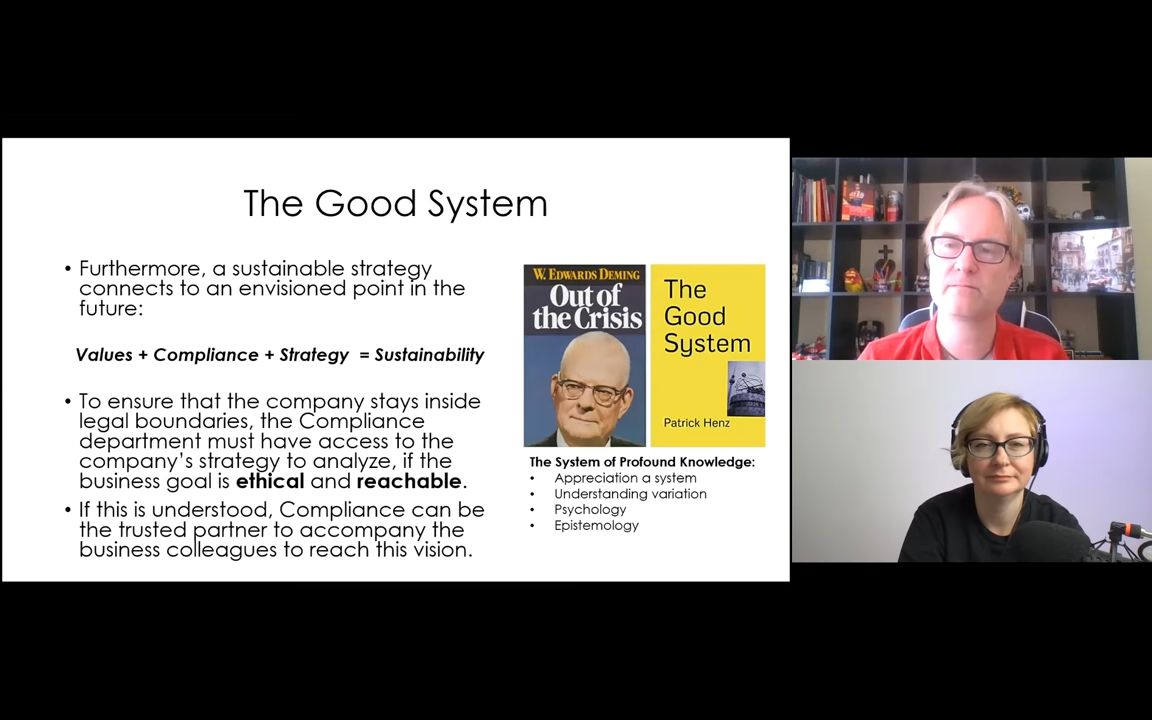 The Good System
• Furthermore, a sustainable strategy
connects to an envisioned point in the
future:
Values + Compliance + Strategy = Sustainability
• To ensure that the company stays inside
legal boundaries, the Compliance
department must have access to the
company's strategy to analyze, if the
business goal is ethical and reachable.
• If this is understood, Compliance can be
the trusted partner to accompany the
business colleagues to reach this vision.
W. EDWARDS DEMING
Out of
the Crisis
The
Good
System
Patrick Henz
The System of Profound Knowledge:
• Appreciation a system
• Understanding variation
• Psychology
• Epistemology